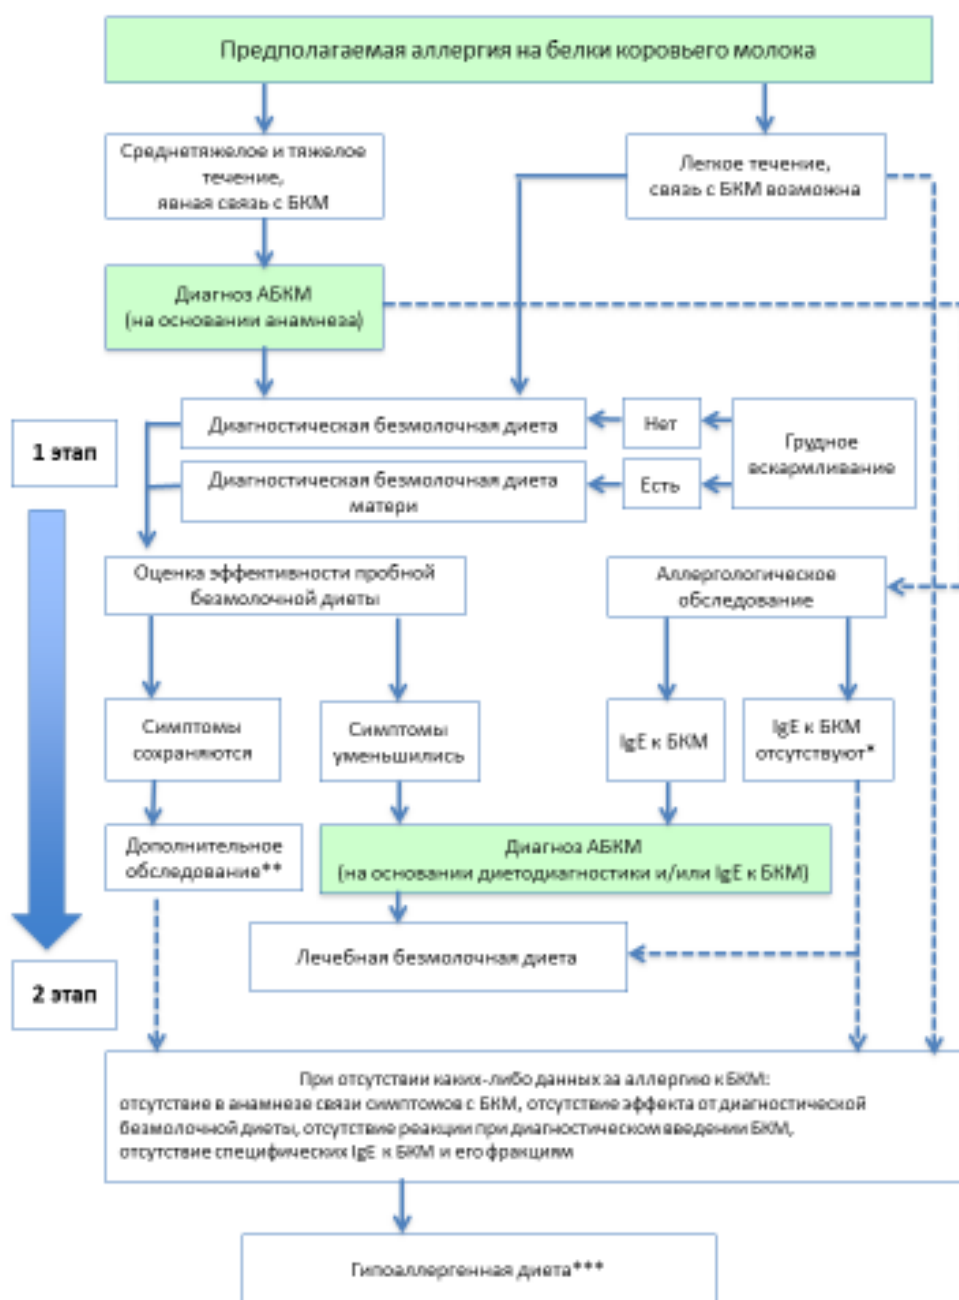 Предполагаемая аллергия на белки коровьего молока
Среднетяжелое и тяжелое
течение,
явная связь с БКМ
Легкое течение,
связь с БКМ возможна
Диагноз АБКМ
(на основании анамнеза)
1 этап
Диагностическая безмолочная диета
Нет
Грудное
вскармливание
Диагностическая безмолочная диета
матери
Есть
Оценка эффективности пробной
безмолочной диеты
Аллергологическое
обследование
Симптомы
сохраняются
Симптомы
уменьшились
IgE к БКМ
IgE к БКМ
отсутствуют*
Дополнительное
обследование**
Диагноз АБКМ
(на основании диетодиагностики и/или IgE к БКМ)
Лечебная безмолочная диета
2 этап
При отсутствии каких-либо данных за аллергию к БКМ:
отсутствие в анамнезе связи симптомов с БКМ, отсутствие эффекта от диагностической
безмолочной диеты, отсутствие реакции при диагностическом введении БКМ,
отсутствие специфических IgE к БКМ и его фракциям
Гипоаллергенная диета***